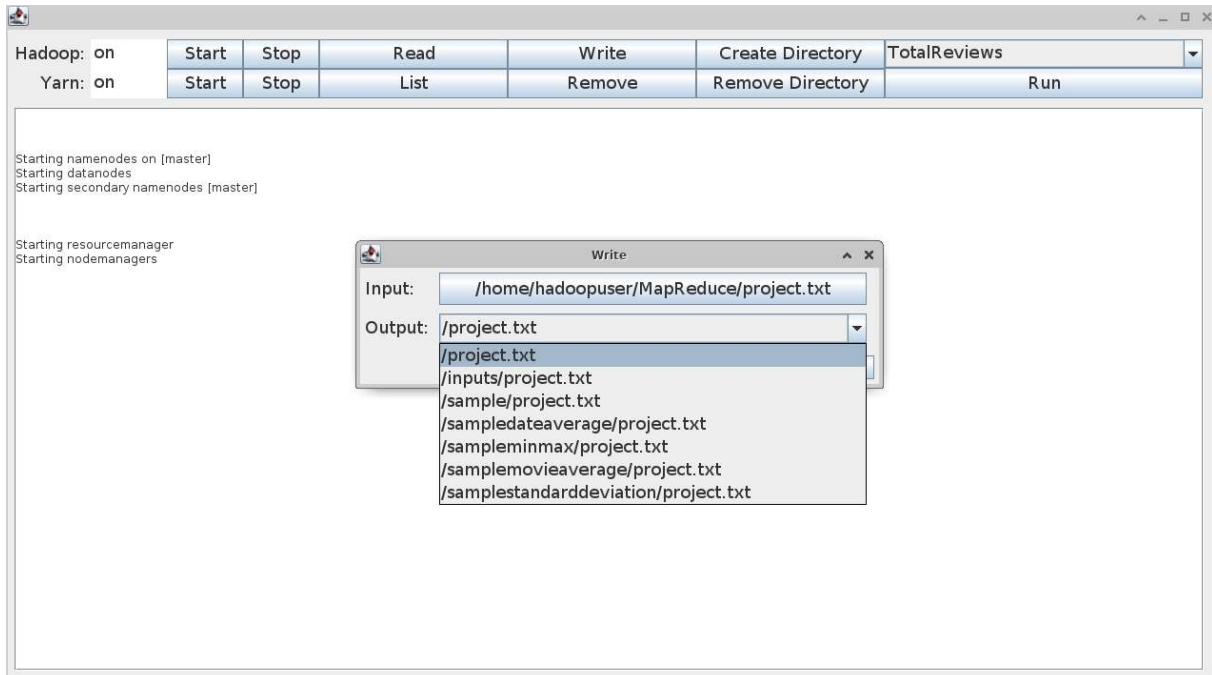 Hadoop: on Start Stop Read Write Create Directory TotalReviews
Yarn: on Start Stop List Remove Remove Directory Run
Starting namenodes on [master]
Starting datanodes
Starting secondary namenodes [master]
Starting resourcemanager
Starting nodemanagers
Write
Input: /home/hadoopuser/MapReduce/project.txt
Output: /project.txt
/project.txt
/inputs/project.txt
/sample/project.txt
/sampledateaverage/project.txt
/sampleminmax/project.txt
/samplemovieaverage/project.txt
/samplestandarddeviation/project.txt